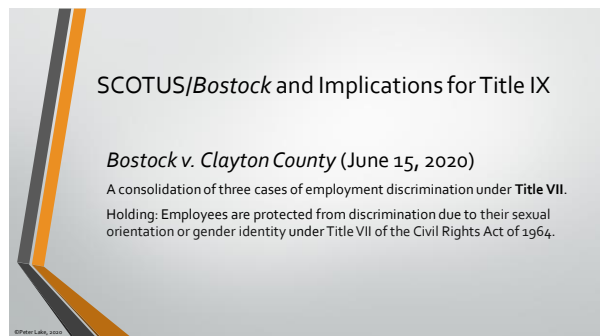 SCOTUS/Bostock and Implications for Title IX
Bostock v. Clayton County (June 15, 2020)
A consolidation of three cases of employment discrimination under Title VII.
Holding: Employees are protected from discrimination due to their sexual
orientation or gender identity under Title VII of the Civil Rights Act of 1964.
©Peter Lake, 2020